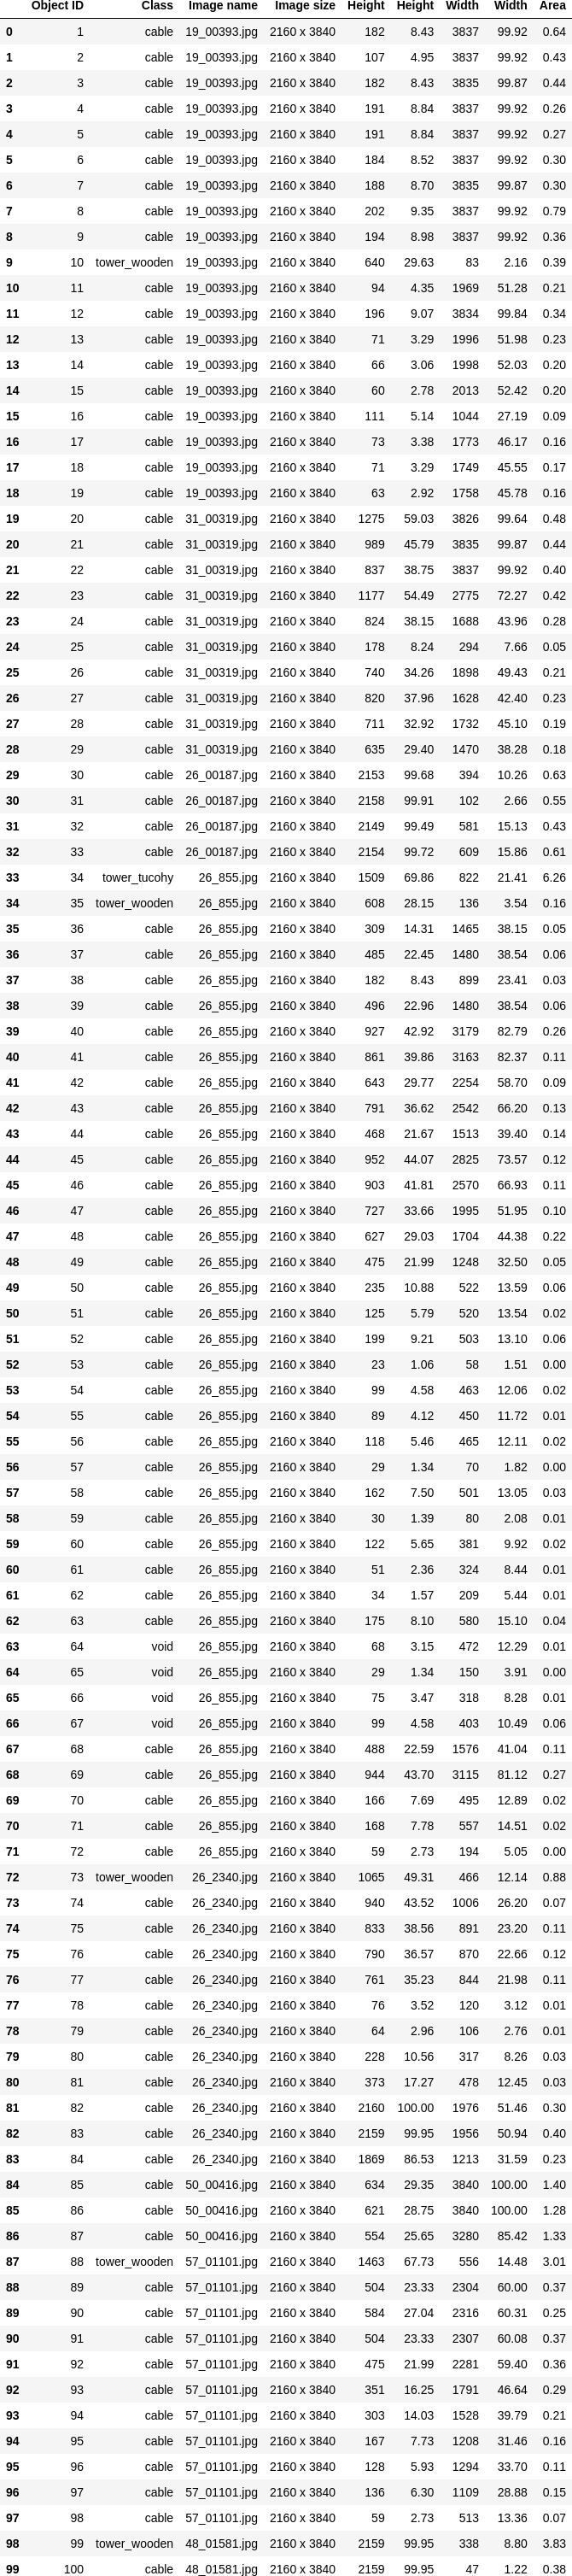 Object ID Class Image name Image size Height Height Width Width Area
0 1 cable 19_00393.jpg 2160 x 3840 182 8.43 3837 99.92 0.64
1 2 cable 19_00393.jpg 2160 x 3840 107 4.95 3837 99.92 0.43
2 3 cable 19_00393.jpg 2160 x 3840 182 8.43 3835 99.87 0.44
3 4 cable 19_00393.jpg 2160 x 3840 191 8.84 3837 99.92 0.26
4 5 cable 19_00393.jpg 2160 x 3840 191 8.84 3837 99.92 0.27
5 6 cable 19_00393.jpg 2160 x 3840 184 8.52 3837 99.92 0.30
6 7 cable 19_00393.jpg 2160 x 3840 188 8.70 3835 99.87 0.30
7 8 cable 19_00393.jpg 2160 x 3840 202 9.35 3837 99.92 0.79
8 9 cable 19_00393.jpg 2160 x 3840 194 8.98 3837 99.92 0.36
9 10 tower_wooden 19_00393.jpg 2160 x 3840 640 29.63 83 2.16 0.39
10 11 cable 19_00393.jpg 2160 x 3840 94 4.35 1969 51.28 0.21
11 12 cable 19_00393.jpg 2160 x 3840 196 9.07 3834 99.84 0.34
12 13 cable 19_00393.jpg 2160 x 3840 71 3.29 1996 51.98 0.23
13 14 cable 19_00393.jpg 2160 x 3840 66 3.06 1998 52.03 0.20
14 15 cable 19_00393.jpg 2160 x 3840 60 2.78 2013 52.42 0.20
15 16 cable 19_00393.jpg 2160 x 3840 111 5.14 1044 27.19 0.09
16 17 cable 19_00393.jpg 2160 x 3840 73 3.38 1773 46.17 0.16
17 18 cable 19_00393.jpg 2160 x 3840 71 3.29 1749 45.55 0.17
18 19 cable 19_00393.jpg 2160 x 3840 63 2.92 1758 45.78 0.16
19 20 cable 31_00319.jpg 2160 x 3840 1275 59.03 3826 99.64 0.48
20 21 cable 31_00319.jpg 2160 x 3840 989 45.79 3835 99.87 0.44
21 22 cable 31_00319.jpg 2160 x 3840 837 38.75 3837 99.92 0.40
22 23 cable 31_00319.jpg 2160 x 3840 1177 54.49 2775 72.27 0.42
23 24 cable 31_00319.jpg 2160 x 3840 824 38.15 1688 43.96 0.28
24 25 cable 31_00319.jpg 2160 x 3840 178 8.24 294 7.66 0.05
25 26 cable 31_00319.jpg 2160 x 3840 740 34.26 1898 49.43 0.21
26 27 cable 31_00319.jpg 2160 x 3840 820 37.96 1628 42.40 0.23
27 28 cable 31_00319.jpg 2160 x 3840 711 32.92 1732 45.10 0.19
28 29 cable 31_00319.jpg 2160 x 3840 635 29.40 1470 38.28 0.18
29 30 cable 26_00187.jpg 2160 x 3840 2153 99.68 394 10.26 0.63
30 31 cable 26_00187.jpg 2160 x 3840 2158 99.91 102 2.66 0.55
31 32 cable 26_00187.jpg 2160 x 3840 2149 99.49 581 15.13 0.43
32 33 cable 26_00187.jpg 2160 x 3840 2154 99.72 609 15.86 0.61
33 34 tower_tucohy 26_855.jpg 2160 x 3840 1509 69.86 822 21.41 6.26
34 35 tower_wooden 26_855.jpg 2160 x 3840 608 28.15 136 3.54 0.16
35 36 cable 26_855.jpg 2160 x 3840 309 14.31 1465 38.15 0.05
36 37 cable 26_855.jpg 2160 x 3840 485 22.45 1480 38.54 0.06
37 38 cable 26_855.jpg 2160 x 3840 182 8.43 899 23.41 0.03
38 39 cable 26_855.jpg 2160 x 3840 496 22.96 1480 38.54 0.06
39 40 cable 26_855.jpg 2160 x 3840 927 42.92 3179 82.79 0.26
40 41 cable 26_855.jpg 2160 x 3840 861 39.86 3163 82.37 0.11
41 42 cable 26_855.jpg 2160 x 3840 643 29.77 2254 58.70 0.09
42 43 cable 26_855.jpg 2160 x 3840 791 36.62 2542 66.20 0.13
43 44 cable 26_855.jpg 2160 x 3840 468 21.67 1513 39.40 0.14
44 45 cable 26_855.jpg 2160 x 3840 952 44.07 2825 73.57 0.12
45 46 cable 26_855.jpg 2160 x 3840 903 41.81 2570 66.93 0.11
46 47 cable 26_855.jpg 2160 x 3840 727 33.66 1995 51.95 0.10
47 48 cable 26_855.jpg 2160 x 3840 627 29.03 1704 44.38 0.22
48 49 cable 26_855.jpg 2160 x 3840 475 21.99 1248 32.50 0.05
49 50 cable 26_855.jpg 2160 x 3840 235 10.88 522 13.59 0.06
50 51 cable 26_855.jpg 2160 x 3840 125 5.79 520 13.54 0.02
51 52 cable 26_855.jpg 2160 x 3840 199 9.21 503 13.10 0.06
52 53 cable 26_855.jpg 2160 x 3840 23 1.06 58 1.51 0.00
53 54 cable 26_855.jpg 2160 x 3840 99 4.58 463 12.06 0.02
54 55 cable 26_855.jpg 2160 x 3840 89 4.12 450 11.72 0.01
55 56 cable 26_855.jpg 2160 x 3840 118 5.46 465 12.11 0.02
56 57 cable 26_855.jpg 2160 x 3840 29 1.34 70 1.82 0.00
57 58 cable 26_855.jpg 2160 x 3840 162 7.50 501 13.05 0.03
58 59 cable 26_855.jpg 2160 x 3840 30 1.39 80 2.08 0.01
59 60 cable 26_855.jpg 2160 x 3840 122 5.65 381 9.92 0.02
60 61 cable 26_855.jpg 2160 x 3840 51 2.36 324 8.44 0.01
61 62 cable 26_855.jpg 2160 x 3840 34 1.57 209 5.44 0.01
62 63 cable 26_855.jpg 2160 x 3840 175 8.10 580 15.10 0.04
63 64 void 26_855.jpg 2160 x 3840 68 3.15 472 12.29 0.01
64 65 void 26_855.jpg 2160 x 3840 29 1.34 150 3.91 0.00
65 66 void 26_855.jpg 2160 x 3840 75 3.47 318 8.28 0.01
66 67 void 26_855.jpg 2160 x 3840 99 4.58 403 10.49 0.06
67 68 cable 26_855.jpg 2160 x 3840 488 22.59 1576 41.04 0.11
68 69 cable 26_855.jpg 2160 x 3840 944 43.70 3115 81.12 0.27
69 70 cable 26_855.jpg 2160 x 3840 166 7.69 495 12.89 0.02
70 71 cable 26_855.jpg 2160 x 3840 168 7.78 557 14.51 0.02
71 72 cable 26_855.jpg 2160 x 3840 59 2.73 194 5.05 0.00
72 73 tower_wooden 26_2340.jpg 2160 x 3840 1065 49.31 466 12.14 0.88
73 74 cable 26_2340.jpg 2160 x 3840 940 43.52 1006 26.20 0.07
74 75 cable 26_2340.jpg 2160 x 3840 833 38.56 891 23.20 0.11
75 76 cable 26_2340.jpg 2160 x 3840 790 36.57 870 22.66 0.12
76 77 cable 26_2340.jpg 2160 x 3840 761 35.23 844 21.98 0.11
77 78 cable 26_2340.jpg 2160 x 3840 76 3.52 120 3.12 0.01
78 79 cable 26_2340.jpg 2160 x 3840 64 2.96 106 2.76 0.01
79 80 cable 26_2340.jpg 2160 x 3840 228 10.56 317 8.26 0.03
80 81 cable 26_2340.jpg 2160 x 3840 373 17.27 478 12.45 0.03
81 82 cable 26_2340.jpg 2160 x 3840 2160 100.00 1976 51.46 0.30
82 83 cable 26_2340.jpg 2160 x 3840 2159 99.95 1956 50.94 0.40
83 84 cable 26_2340.jpg 2160 x 3840 1869 86.53 1213 31.59 0.23
84 85 cable 50_00416.jpg 2160 x 3840 634 29.35 3840 100.00 1.40
85 86 cable 50_00416.jpg 2160 x 3840 621 28.75 3840 100.00 1.28
86 87 cable 50_00416.jpg 2160 x 3840 554 25.65 3280 85.42 1.33
87 88 tower_wooden 57_01101.jpg 2160 x 3840 1463 67.73 556 14.48 3.01
88 89 cable 57_01101.jpg 2160 x 3840 504 23.33 2304 60.00 0.37
89 90 cable 57_01101.jpg 2160 x 3840 584 27.04 2316 60.31 0.25
90 91 cable 57_01101.jpg 2160 x 3840 504 23.33 2307 60.08 0.37
91 92 cable 57_01101.jpg 2160 x 3840 475 21.99 2281 59.40 0.36
92 93 cable 57_01101.jpg 2160 x 3840 351 16.25 1791 46.64 0.29
93 94 cable 57_01101.jpg 2160 x 3840 303 14.03 1528 39.79 0.21
94 95 cable 57_01101.jpg 2160 x 3840 167 7.73 1208 31.46 0.16
95 96 cable 57_01101.jpg 2160 x 3840 128 5.93 1294 33.70 0.11
96 97 cable 57_01101.jpg 2160 x 3840 136 6.30 1109 28.88 0.15
97 98 cable 57_01101.jpg 2160 x 3840 59 2.73 513 13.36 0.07
98 99 tower_wooden 48_01581.jpg 2160 x 3840 2159 99.95 338 8.80 3.83
99 100 cable 48_01581.jpg 2160 x 3840 2159 99.95 47 1.22 0.38